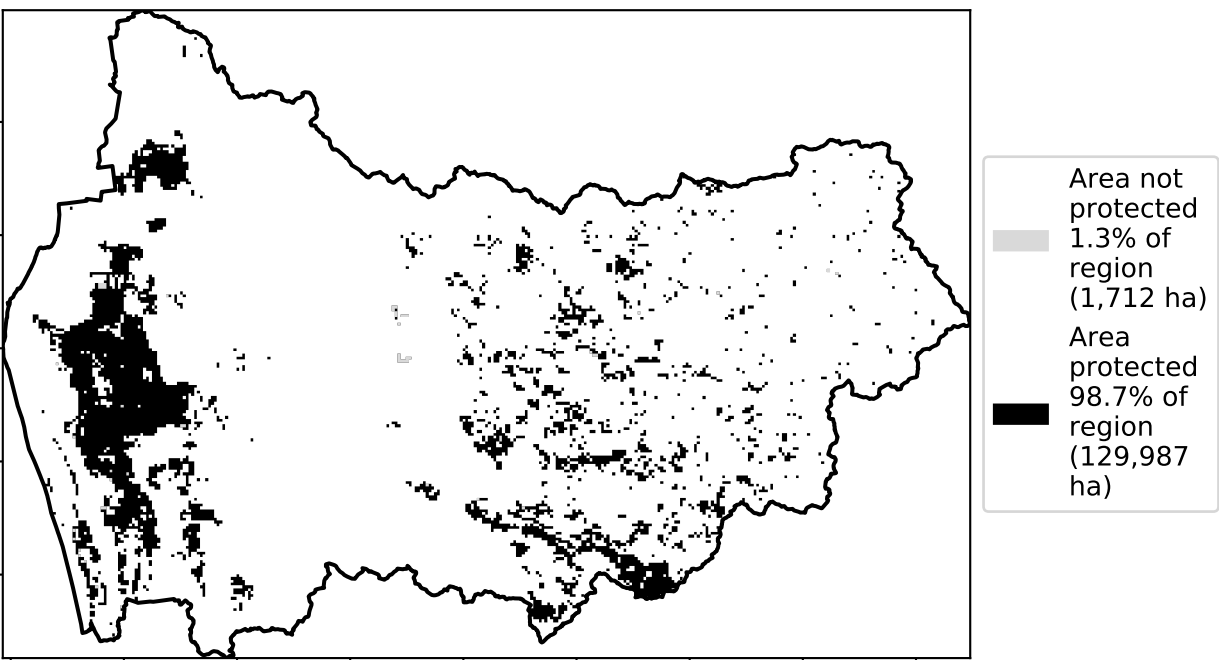 Area not
protected
1.3% of
region
(1,712 ha)
Area
protected
98.7% of
region
(129,987
ha)